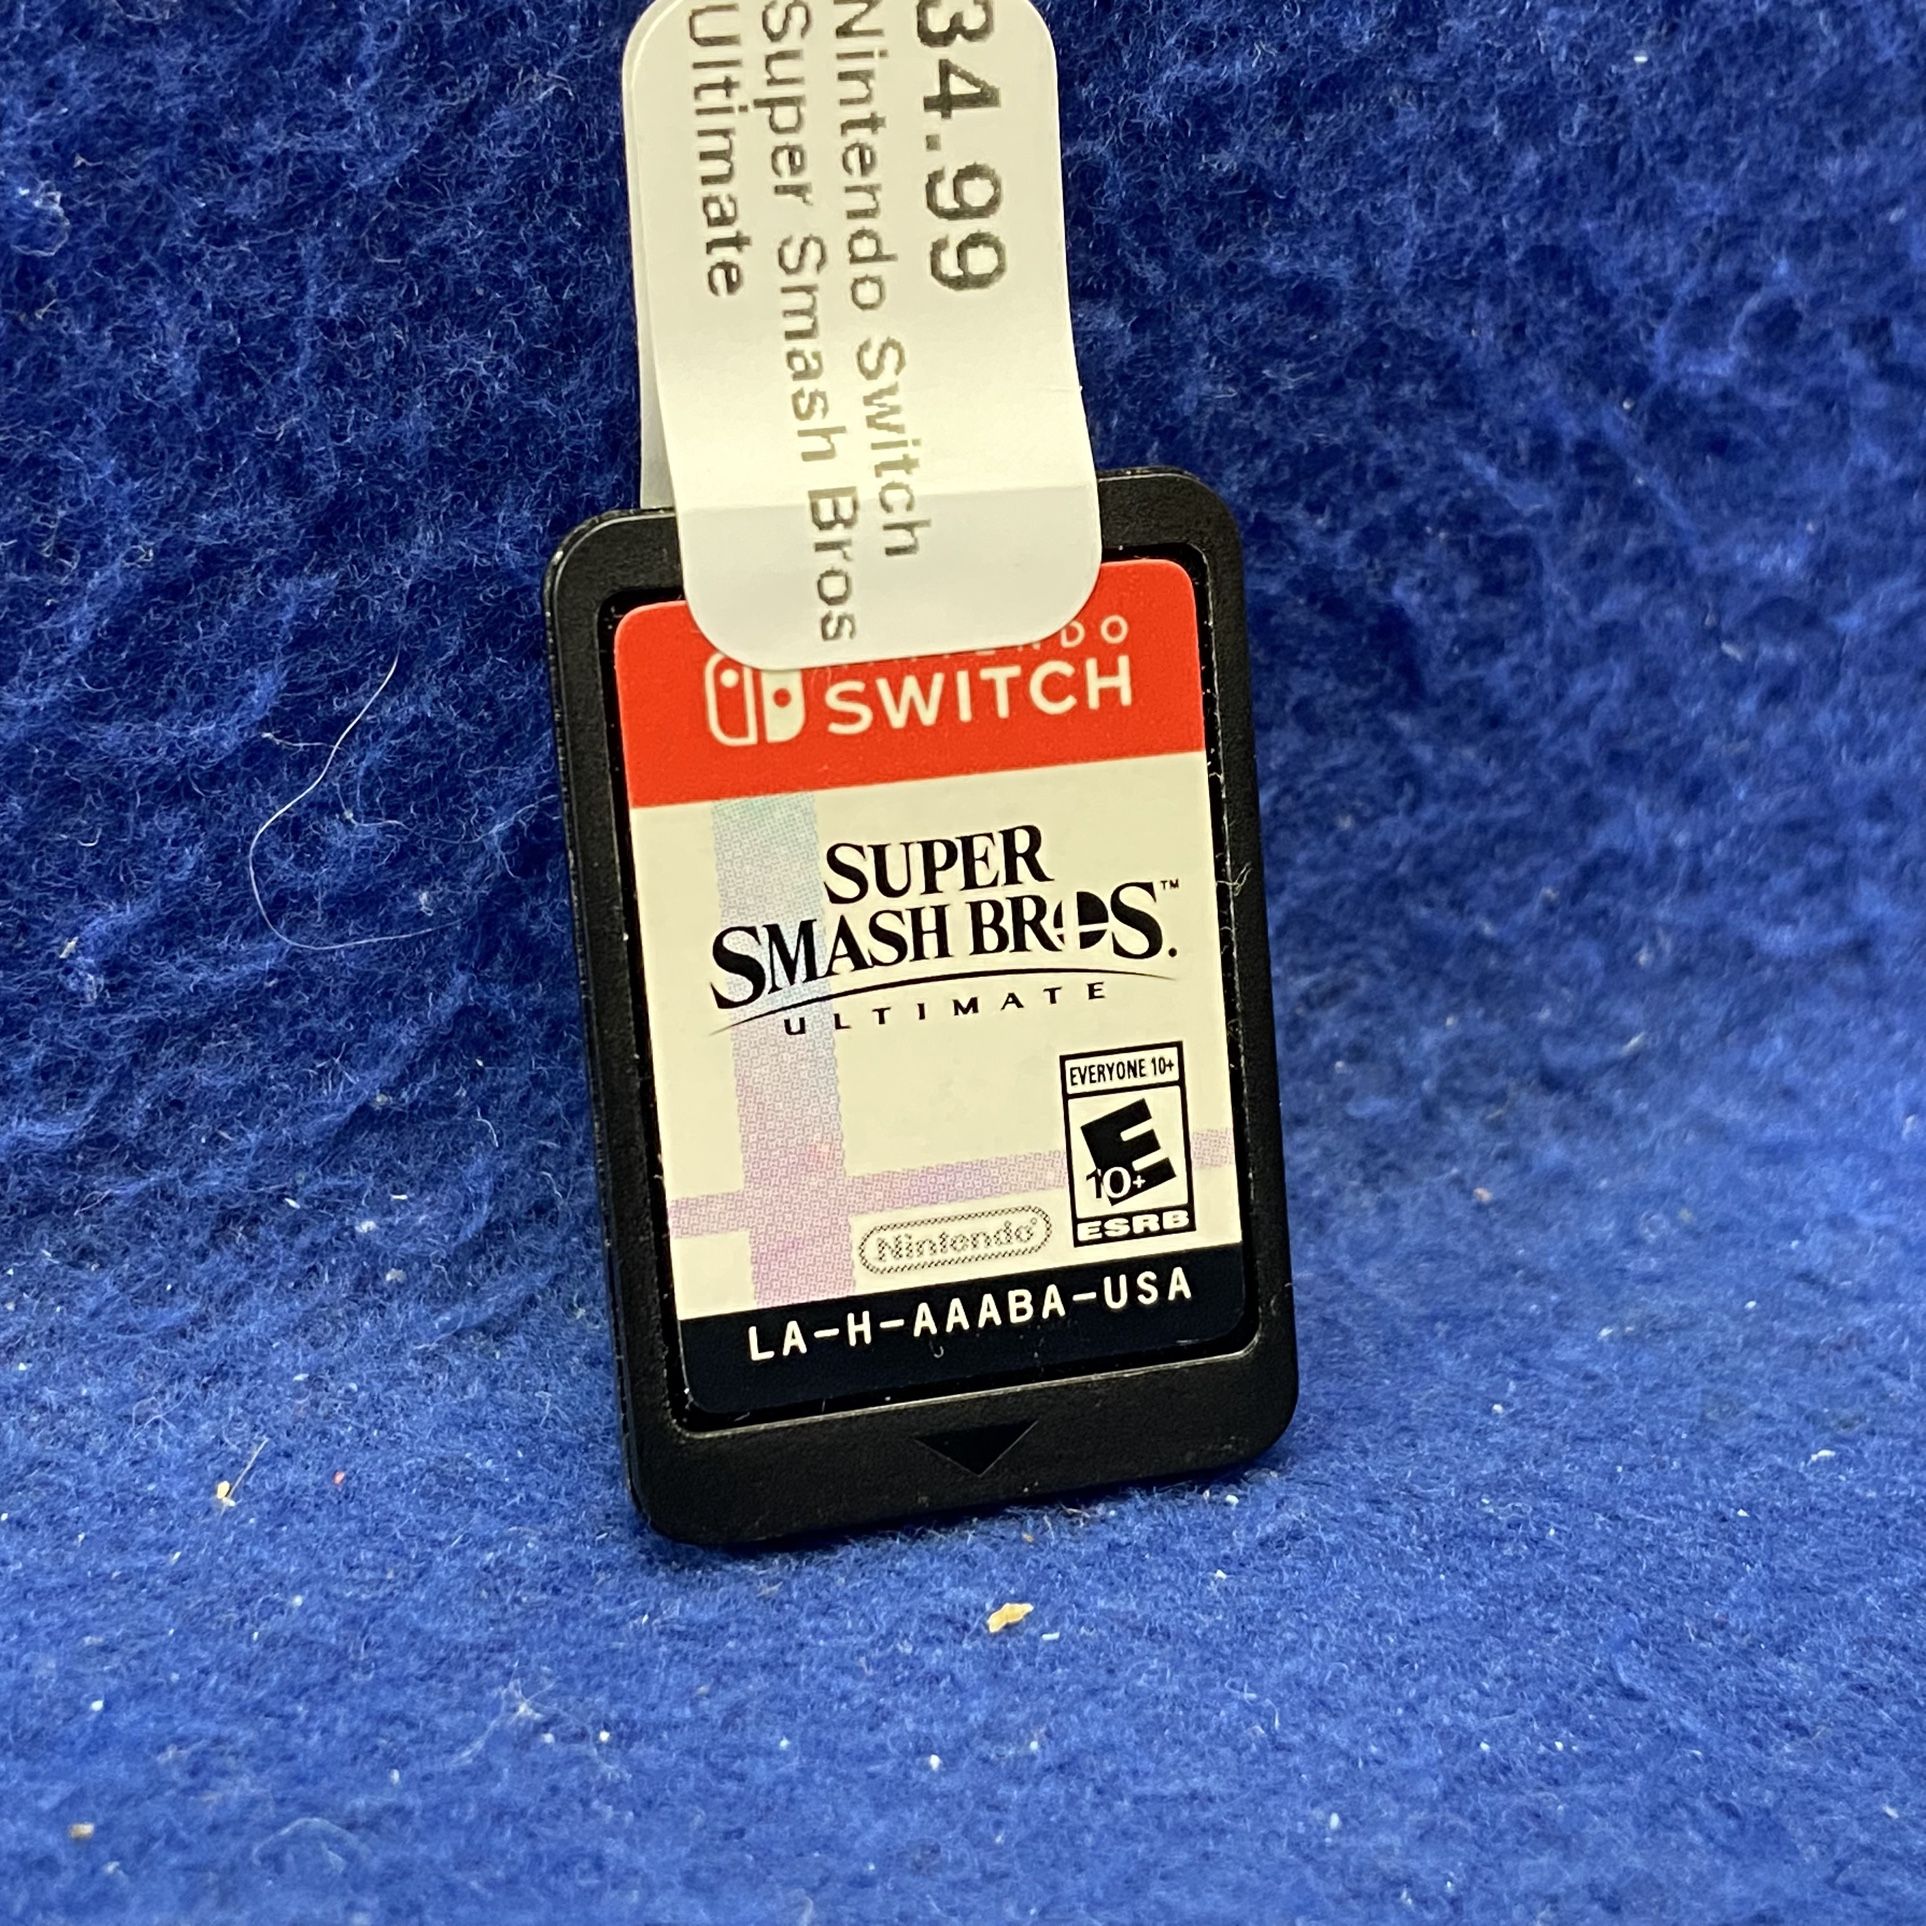 34.99
Nintendo Switch
Super Smash Bros
Ultimate
SWITCH
SUPER
SMASH BROS.™
ULTIMATE
EVERYONE 10+
E
10+
ESRB
Nintendo®
LA-H-AAABA-USA